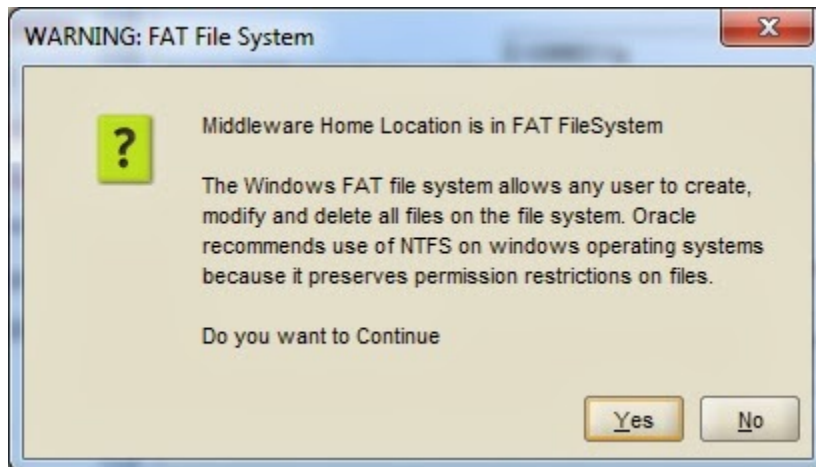 WARNING: FAT File System
Middleware Home Location is in FAT FileSystem
The Windows FAT file system allows any user to create,
modify and delete all files on the file system. Oracle
recommends use of NTFS on windows operating systems
because it preserves permission restrictions on files.
Do you want to Continue
Yes
No